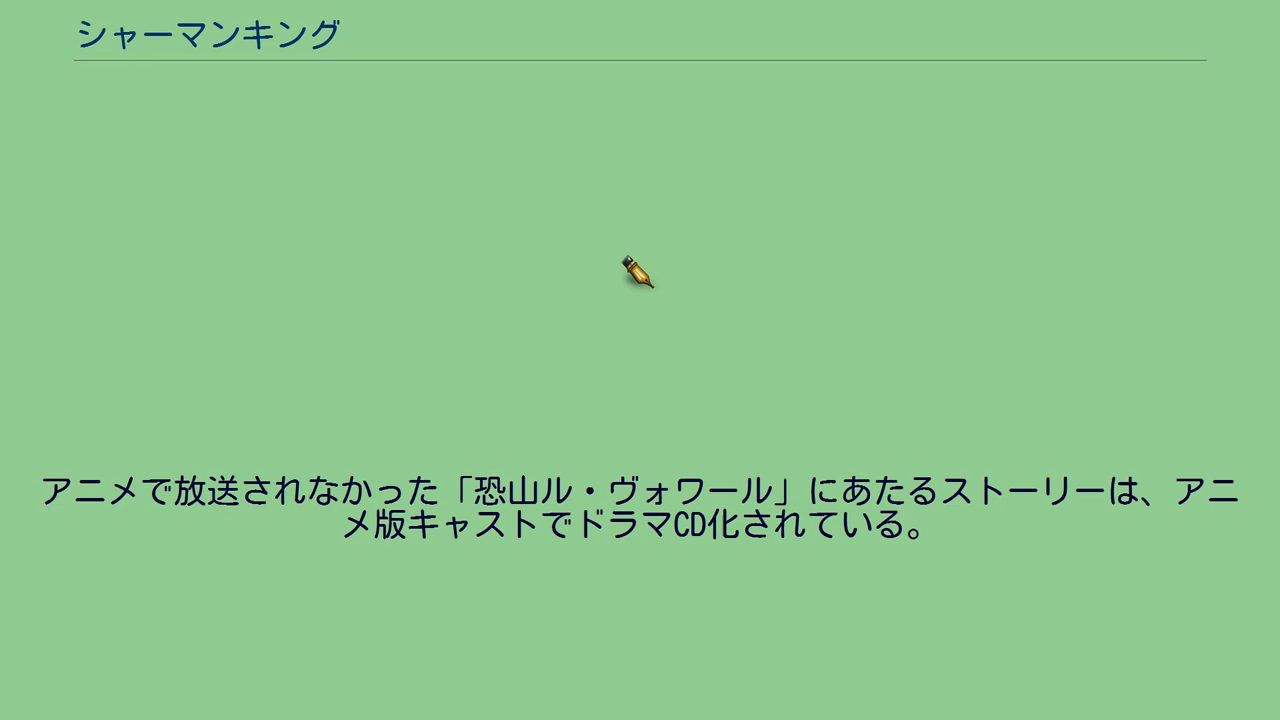 シャーマンキング
アニメで放送されなかった「恐山ル・ヴォワール」にあたるストーリーは、アニ
メ版キャストでドラマCD化されている。